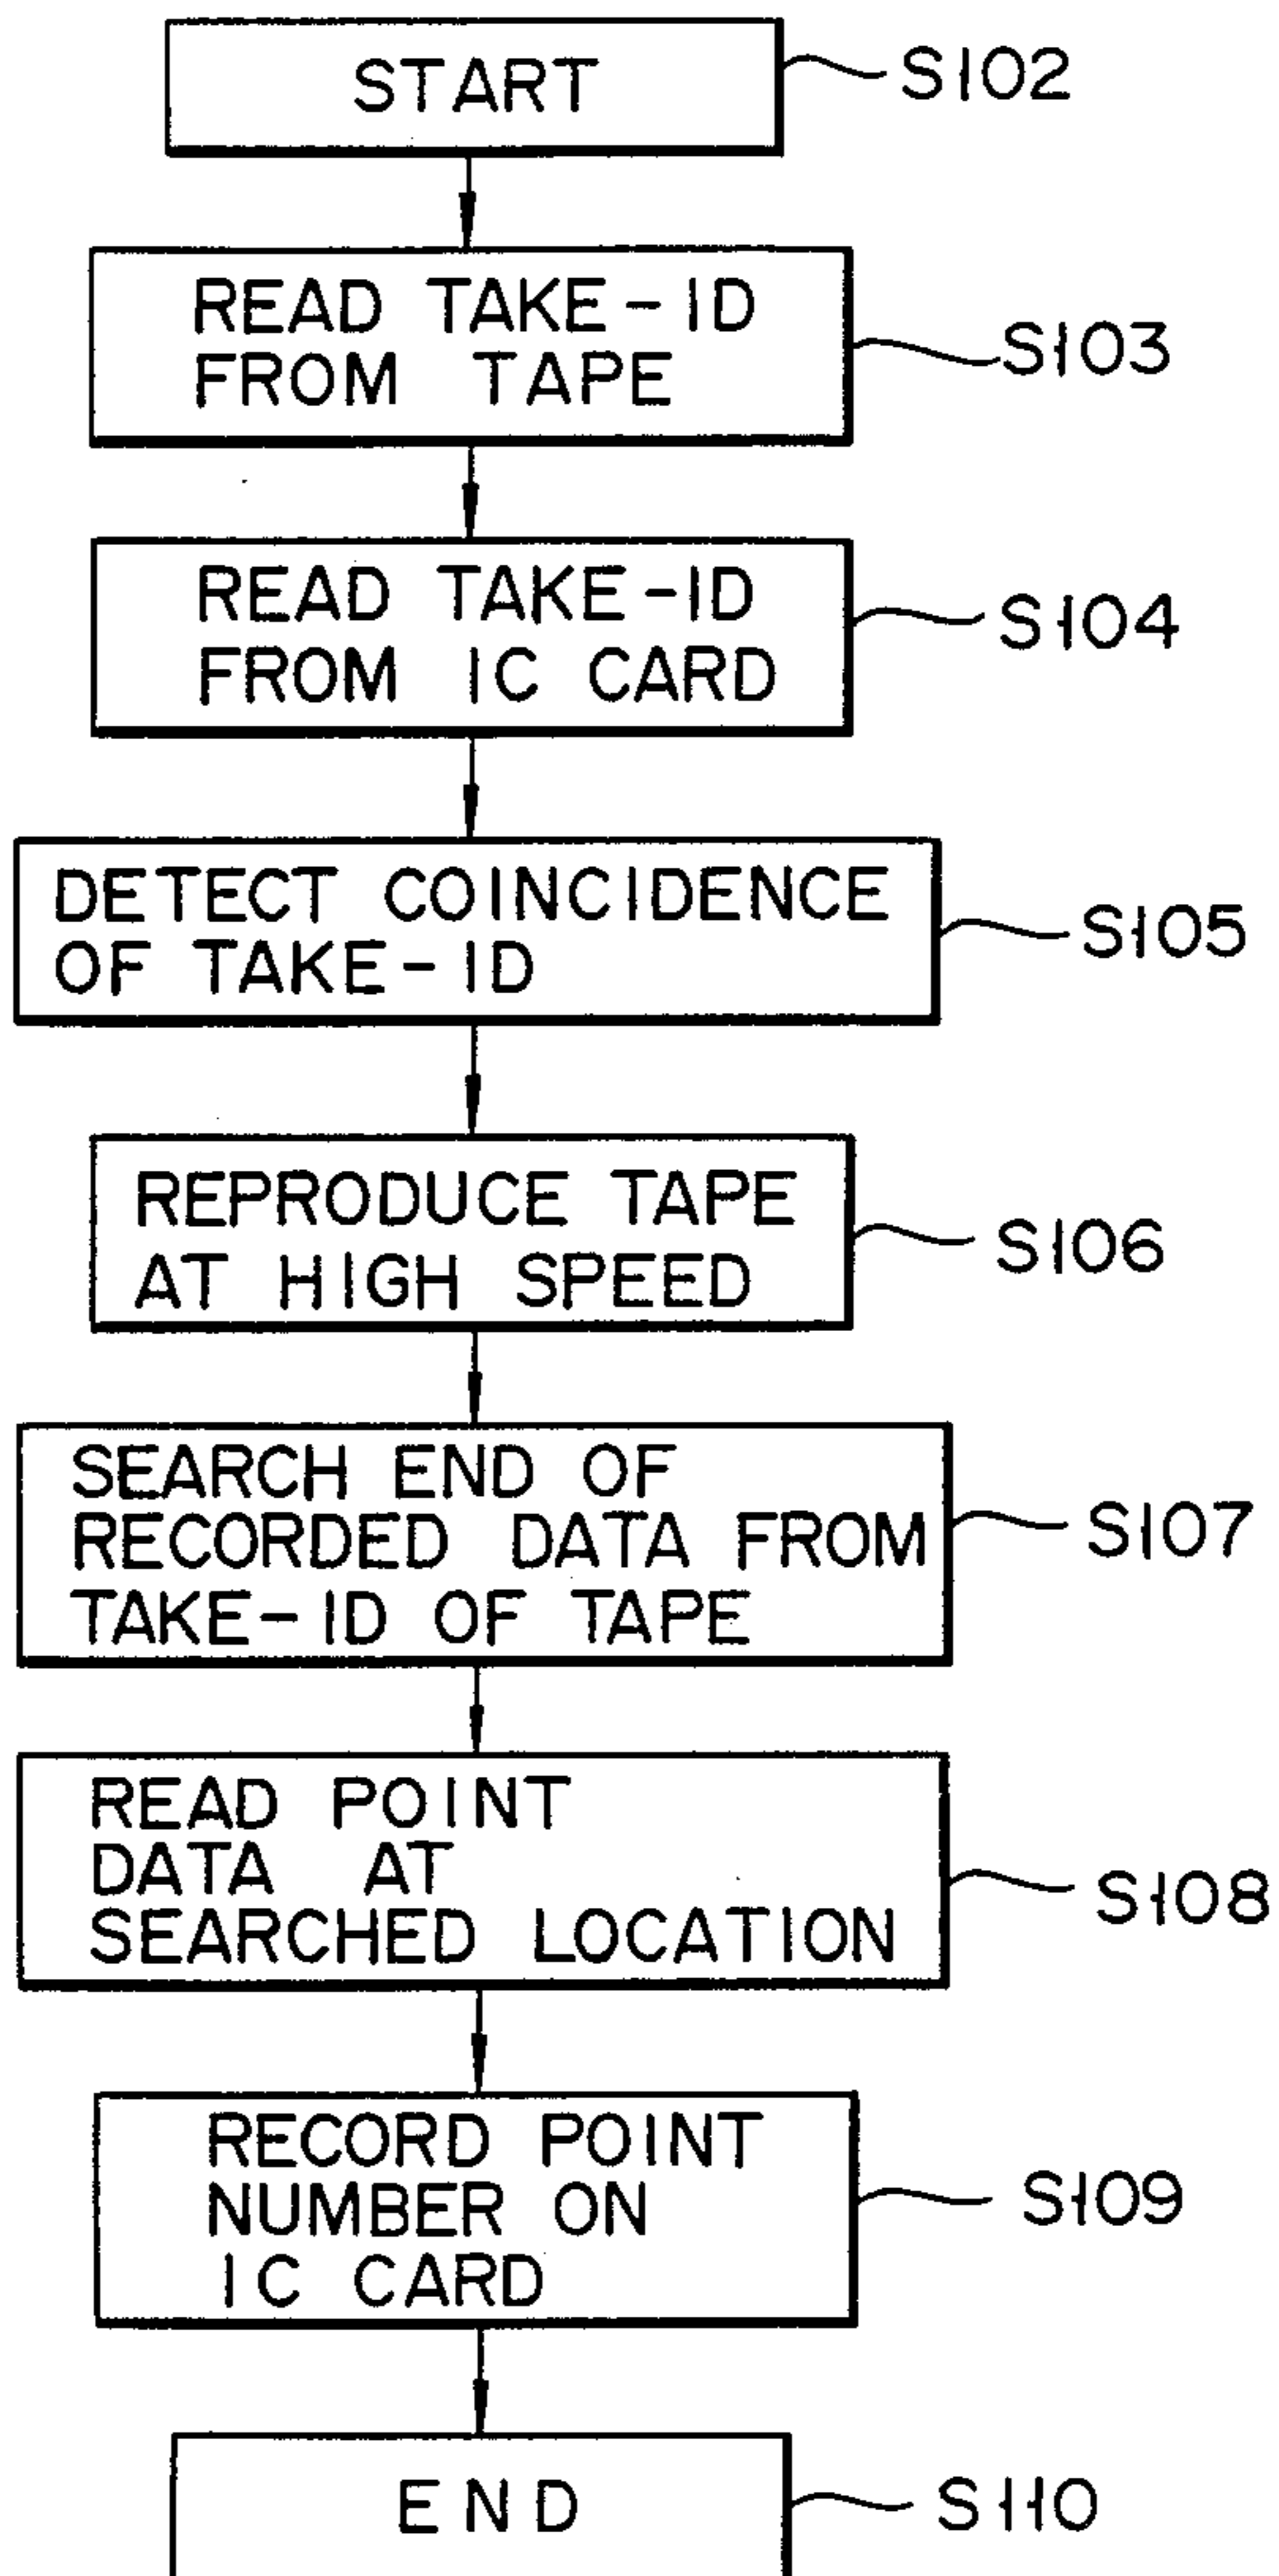 START
S102
READ TAKE-ID
FROM TAPE
S103
READ TAKE-ID
FROM IC CARD
S104
DETECT COINCIDENCE
OF TAKE-ID
S105
REPRODUCE TAPE
AT HIGH SPEED
S106
SEARCH END OF
RECORDED DATA FROM
TAKE-ID OF TAPE
S107
READ POINT
DATA AT
SEARCHED LOCATION
S108
RECORD POINT
NUMBER ON
IC CARD
S109
END
S110